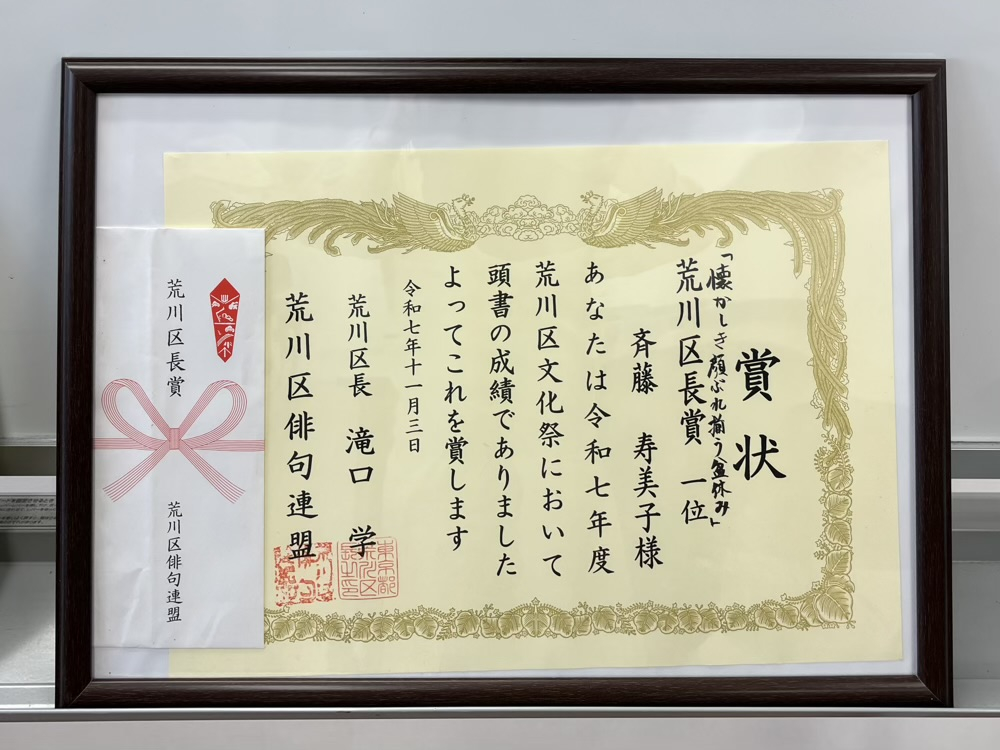 賞状
「懐かしき顔ぶれ揃う盆休み」
荒川区長賞 一位
斉藤 寿美子様
あなたは令和七年度
荒川区文化祭において
頭書の成績でありました
よってこれを賞します
令和七年十一月三日
荒川区長 滝口 学
荒川区俳句連盟
荒川区長賞
荒川区俳句連盟